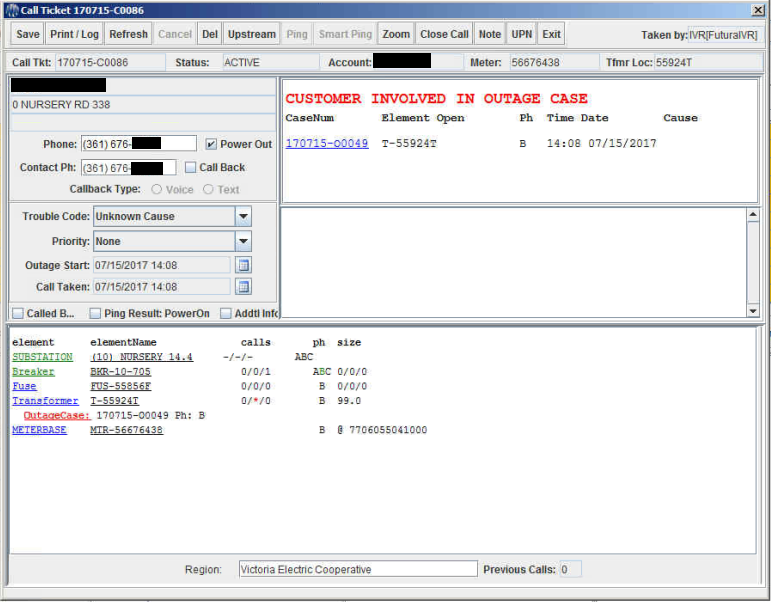 Call Ticket 170715-C0086
Save Print / Log Refresh Cancel Del Upstream Ping Smart Ping Zoom Close Call Note UPN Exit Taken by: IVR[FuturaIVR]
Call Tkt: 170715-C0086 Status: ACTIVE Account: Meter: 56676438 Tfmr Loc: 55924T
0 NURSERY RD 338
Phone: (361) 676- Power Out
Contact Ph: (361) 676- Call Back
Callback Type: Voice Text
Trouble Code: Unknown Cause
Priority: None
Outage Start: 07/15/2017 14:08
Call Taken: 07/15/2017 14:08
Called B... Ping Result: PowerOn Addtl Info
CUSTOMER INVOLVED IN OUTAGE CASE
CaseNum Element Open Ph Time Date Cause
170715-O0049 T-55924T B 14:08 07/15/2017
element elementName calls ph size
SUBSTATION (10) NURSERY 14.4 -/-/- ABC
Breaker BKR-10-705 0/0/1 ABC 0/0/0
Fuse FUS-55856F 0/0/0 B 0/0/0
Transformer T-55924T 0/*/0 B 99.0
OutageCase: 170715-O0049 Ph: B
METERBASE MTR-56676438 B @ 7706055041000
Region: Victoria Electric Cooperative Previous Calls: 0